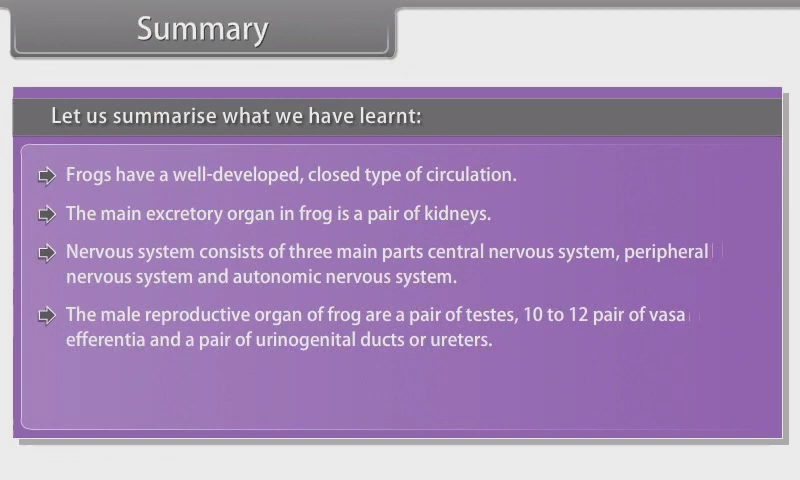 Summary
Let us summarise what we have learnt:
Frogs have a well-developed, closed type of circulation.
The main excretory organ in frog is a pair of kidneys.
Nervous system consists of three main parts central nervous system, peripheral
nervous system and autonomic nervous system.
The male reproductive organ of frog are a pair of testes, 10 to 12 pair of vasa
efferentia and a pair of urinogenital ducts or ureters.